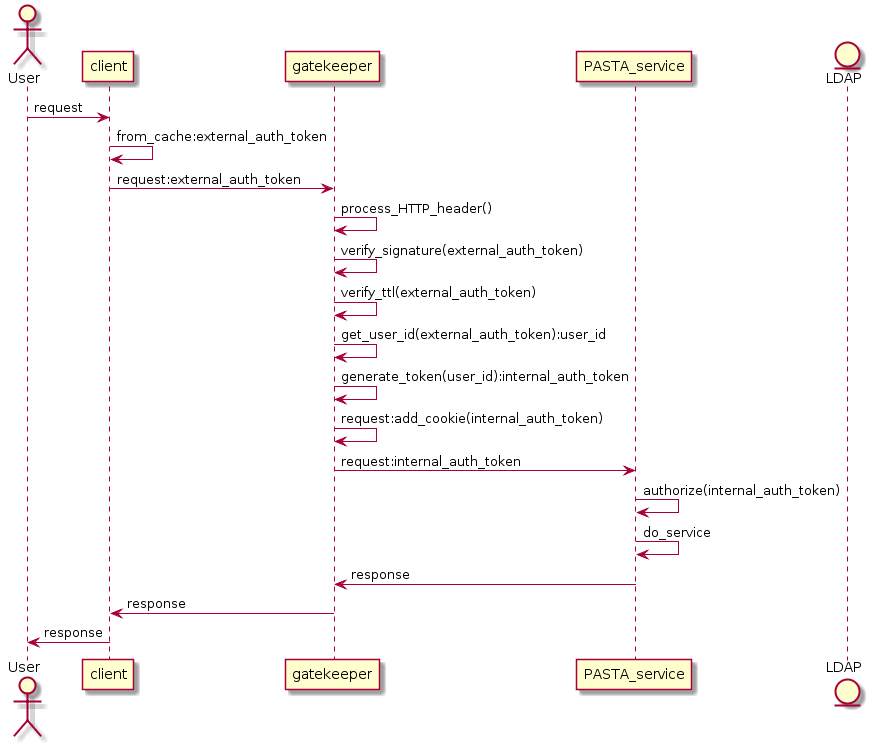 User
client
gatekeeper
PASTA_service
LDAP
request
from_cache:external_auth_token
request:external_auth_token
process_HTTP_header()
verify_signature(external_auth_token)
verify_ttl(external_auth_token)
get_user_id(external_auth_token):user_id
generate_token(user_id):internal_auth_token
request:add_cookie(internal_auth_token)
request:internal_auth_token
authorize(internal_auth_token)
do_service
response
response
response
User
client
gatekeeper
PASTA_service
LDAP